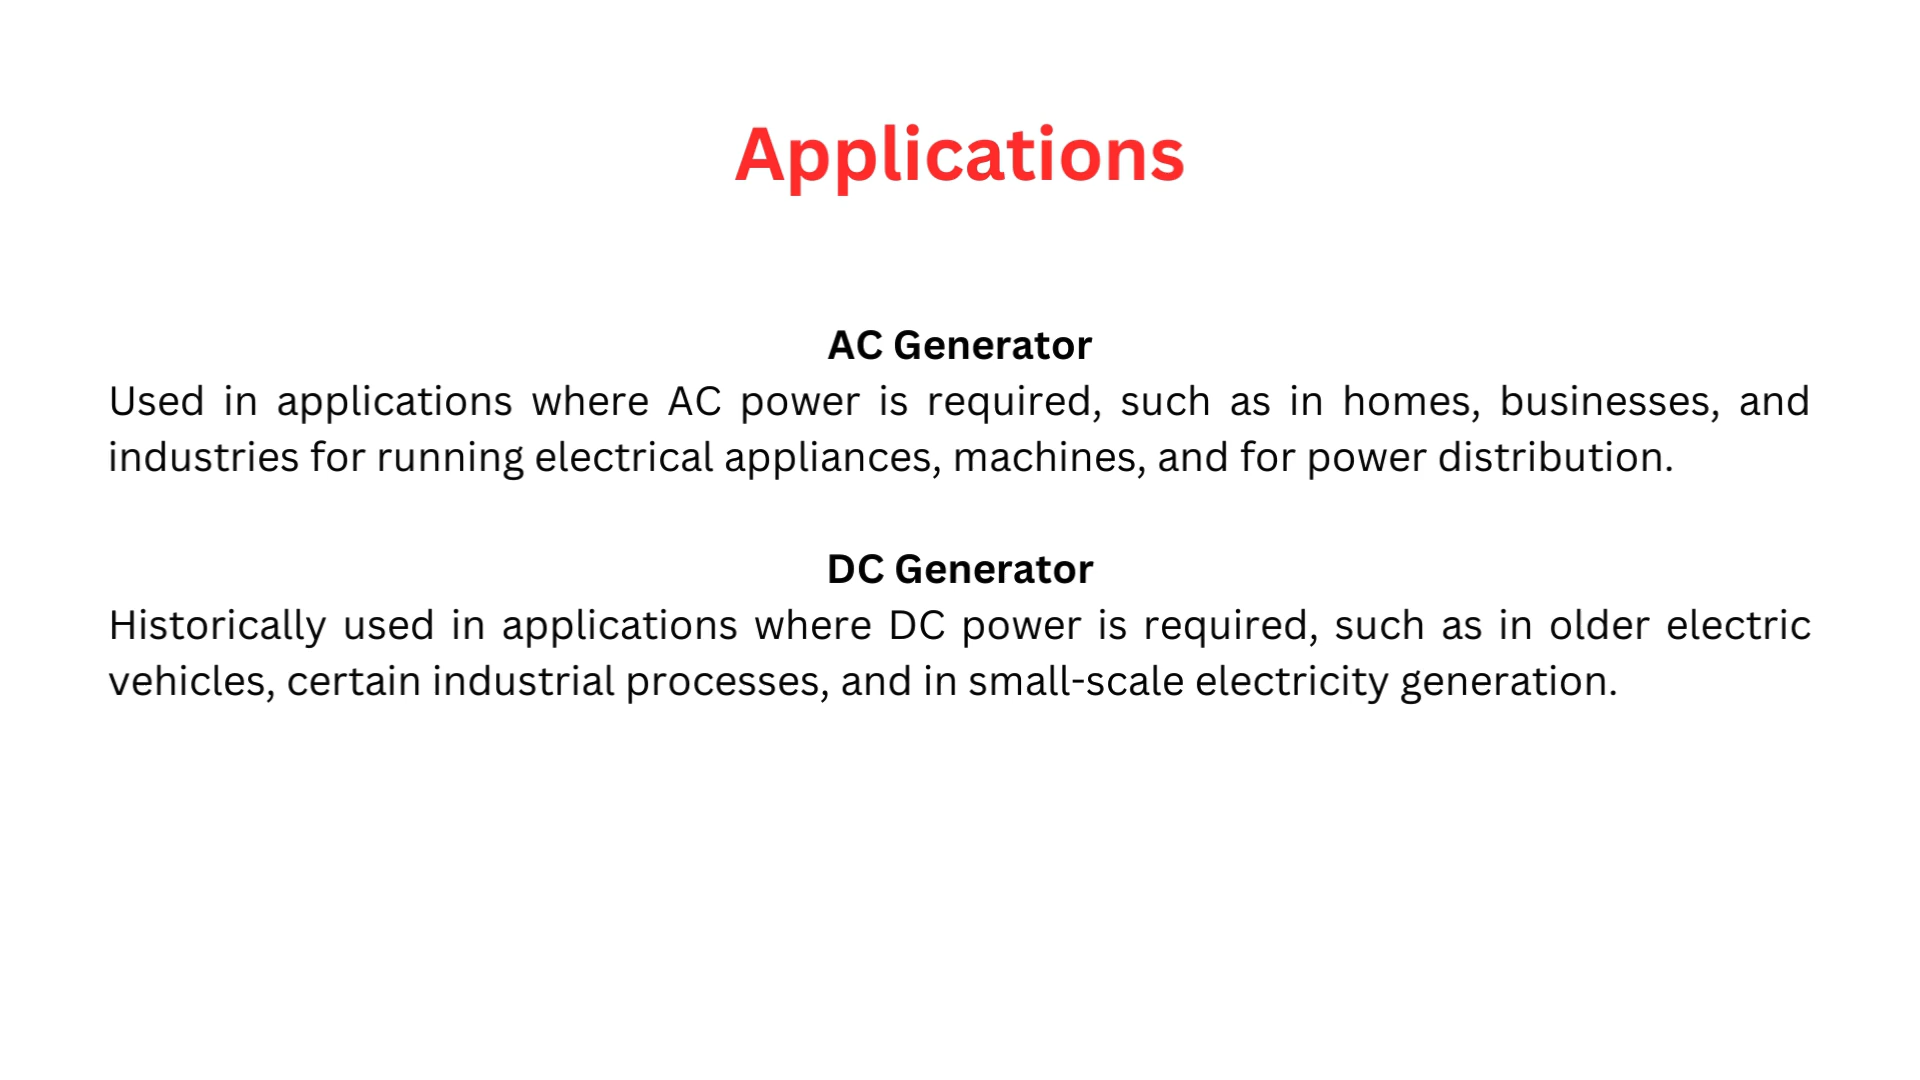 Applications
AC Generator
Used in applications where AC power is required, such as in homes, businesses, and
industries for running electrical appliances, machines, and for power distribution.
DC Generator
Historically used in applications where DC power is required, such as in older electric
vehicles, certain industrial processes, and in small-scale electricity generation.